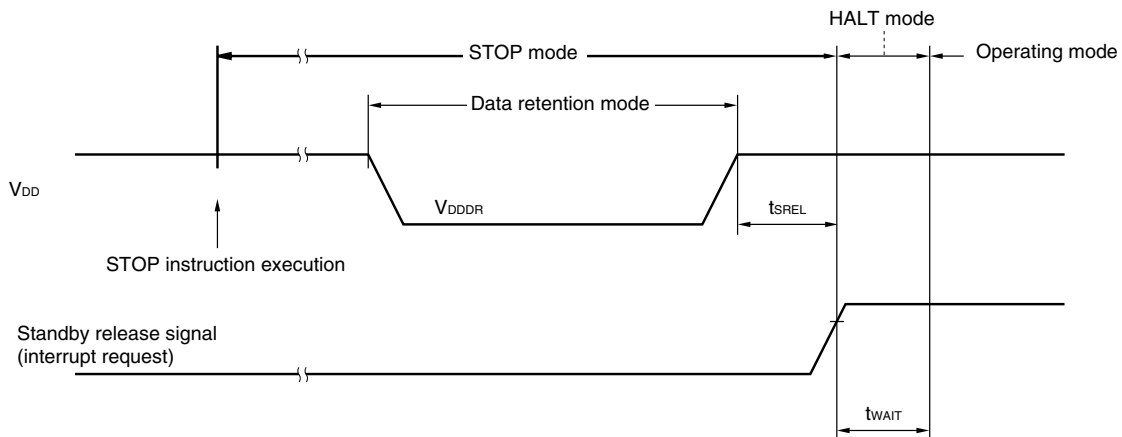 HALT mode
STOP mode
Operating mode
Data retention mode
VDD
VDDDR
tSREL
STOP instruction execution
Standby release signal
(interrupt request)
tWAIT